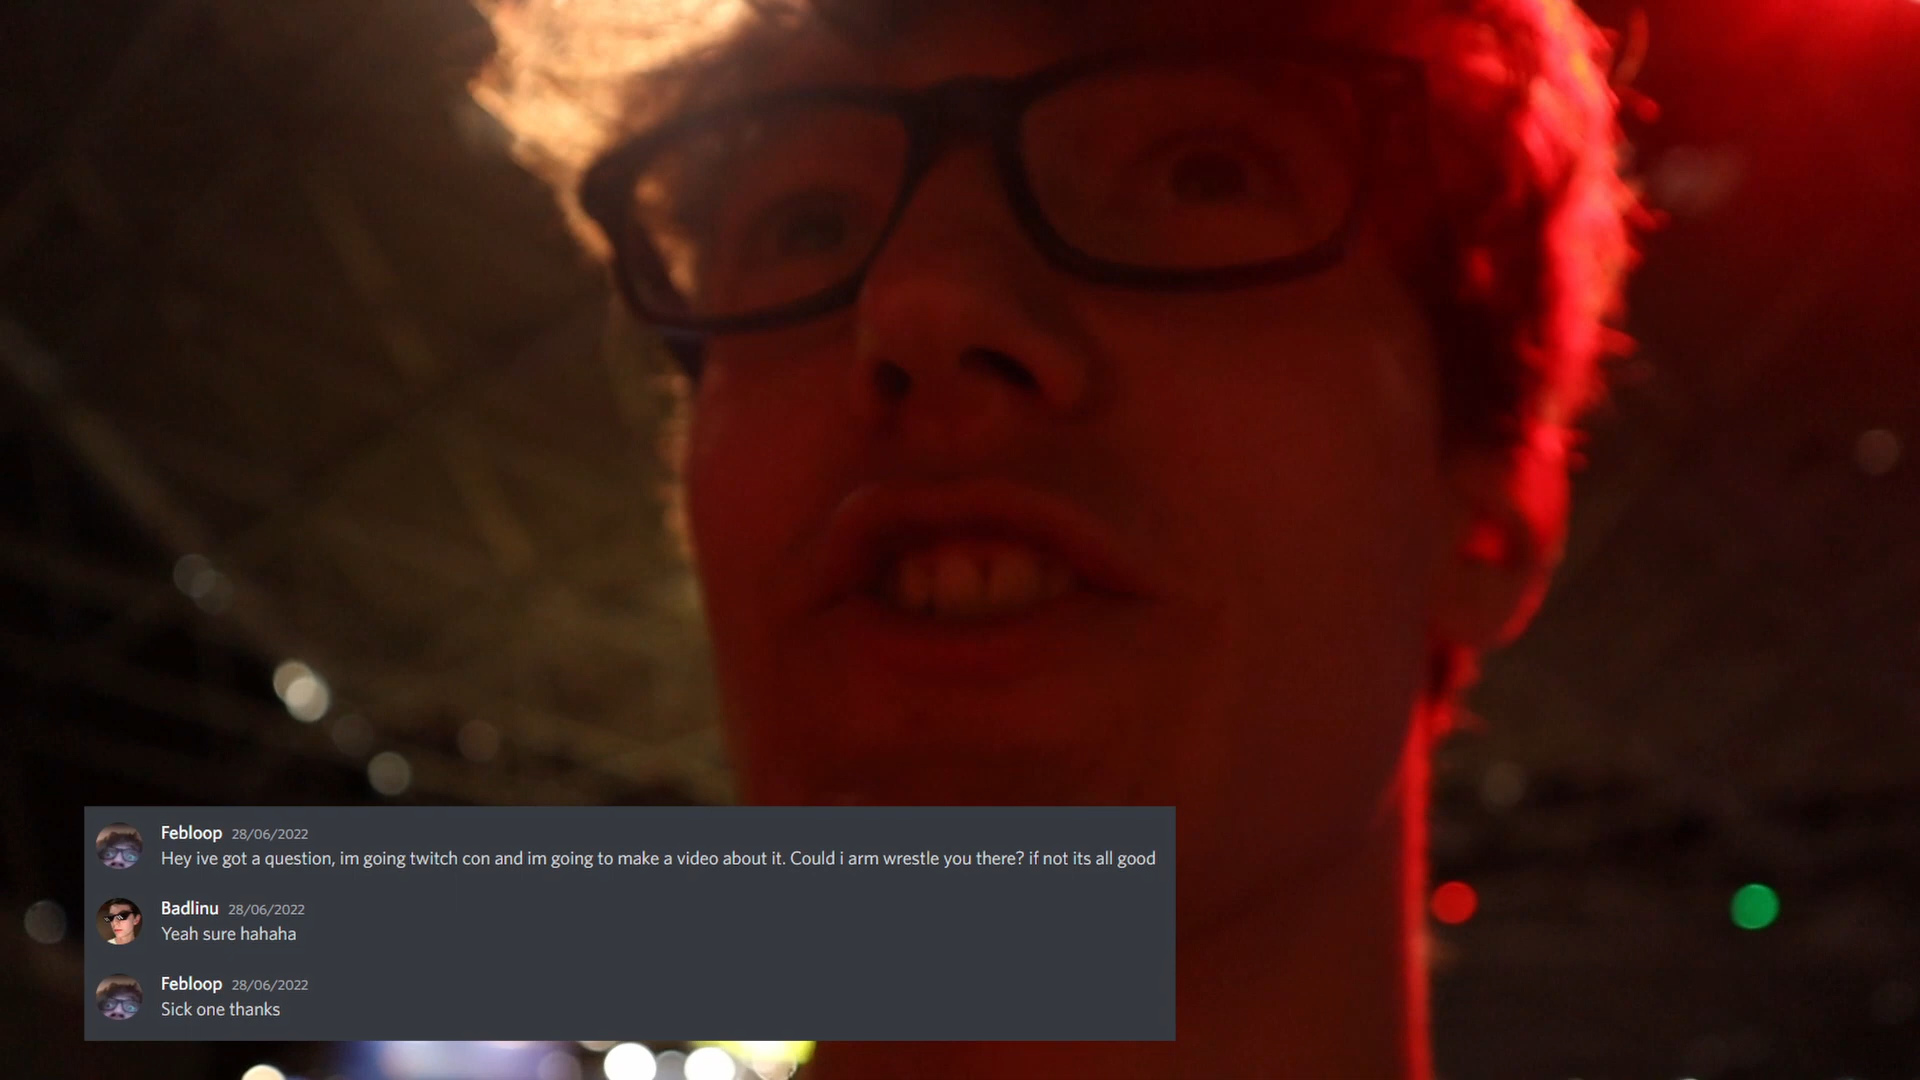 Febloop 28/06/2022
Hey ive got a question, im going twitch con and im going to make a video about it. Could i arm wrestle you there? if not its all good
Badlinu 28/06/2022
Yeah sure hahaha
Febloop 28/06/2022
Sick one thanks